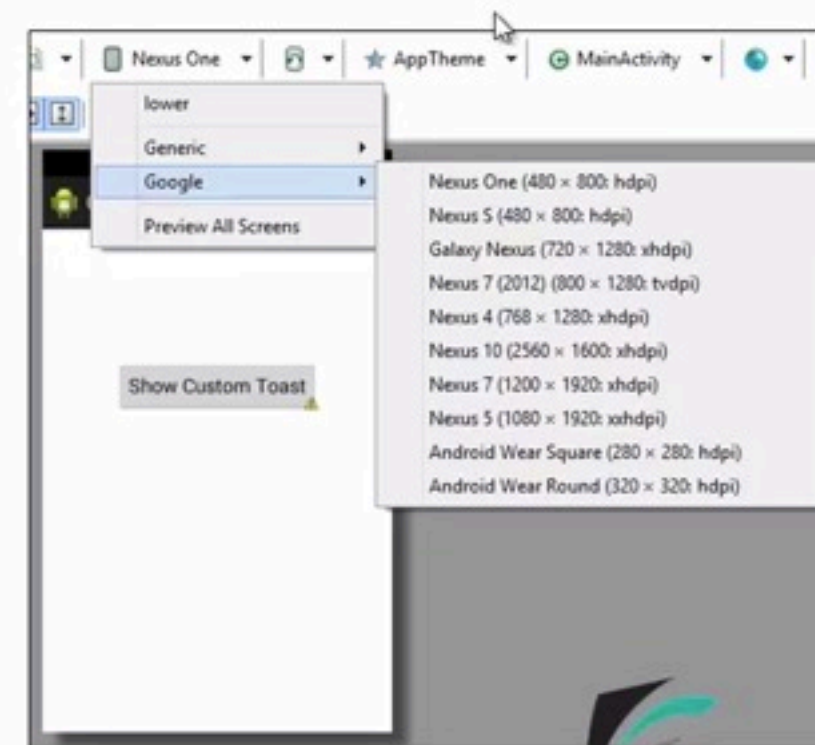 Nexus One
AppTheme
MainActivity
lower
Generic
Google
Preview All Screens
Nexus One (480 × 800: hdpi)
Nexus S (480 × 800: hdpi)
Galaxy Nexus (720 × 1280: xhdpi)
Nexus 7 (2012) (800 × 1280: tvdpi)
Nexus 4 (768 × 1280: xhdpi)
Nexus 10 (2560 × 1600: xhdpi)
Nexus 7 (1200 × 1920: xhdpi)
Nexus 5 (1080 × 1920: xxhdpi)
Android Wear Square (280 × 280: hdpi)
Android Wear Round (320 × 320: hdpi)
Show Custom Toast